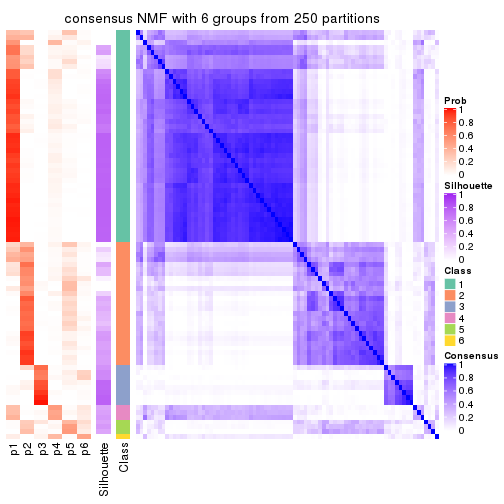 consensus NMF with 6 groups from 250 partitions
Prob
1
0.8
0.6
0.4
0.2
0
Silhouette
1
0.8
0.6
0.4
0.2
0
Class
1
2
3
4
5
6
Consensus
1
0.8
0.6
0.4
0.2
0
p1
p2
p3
p4
p5
p6
Silhouette
Class